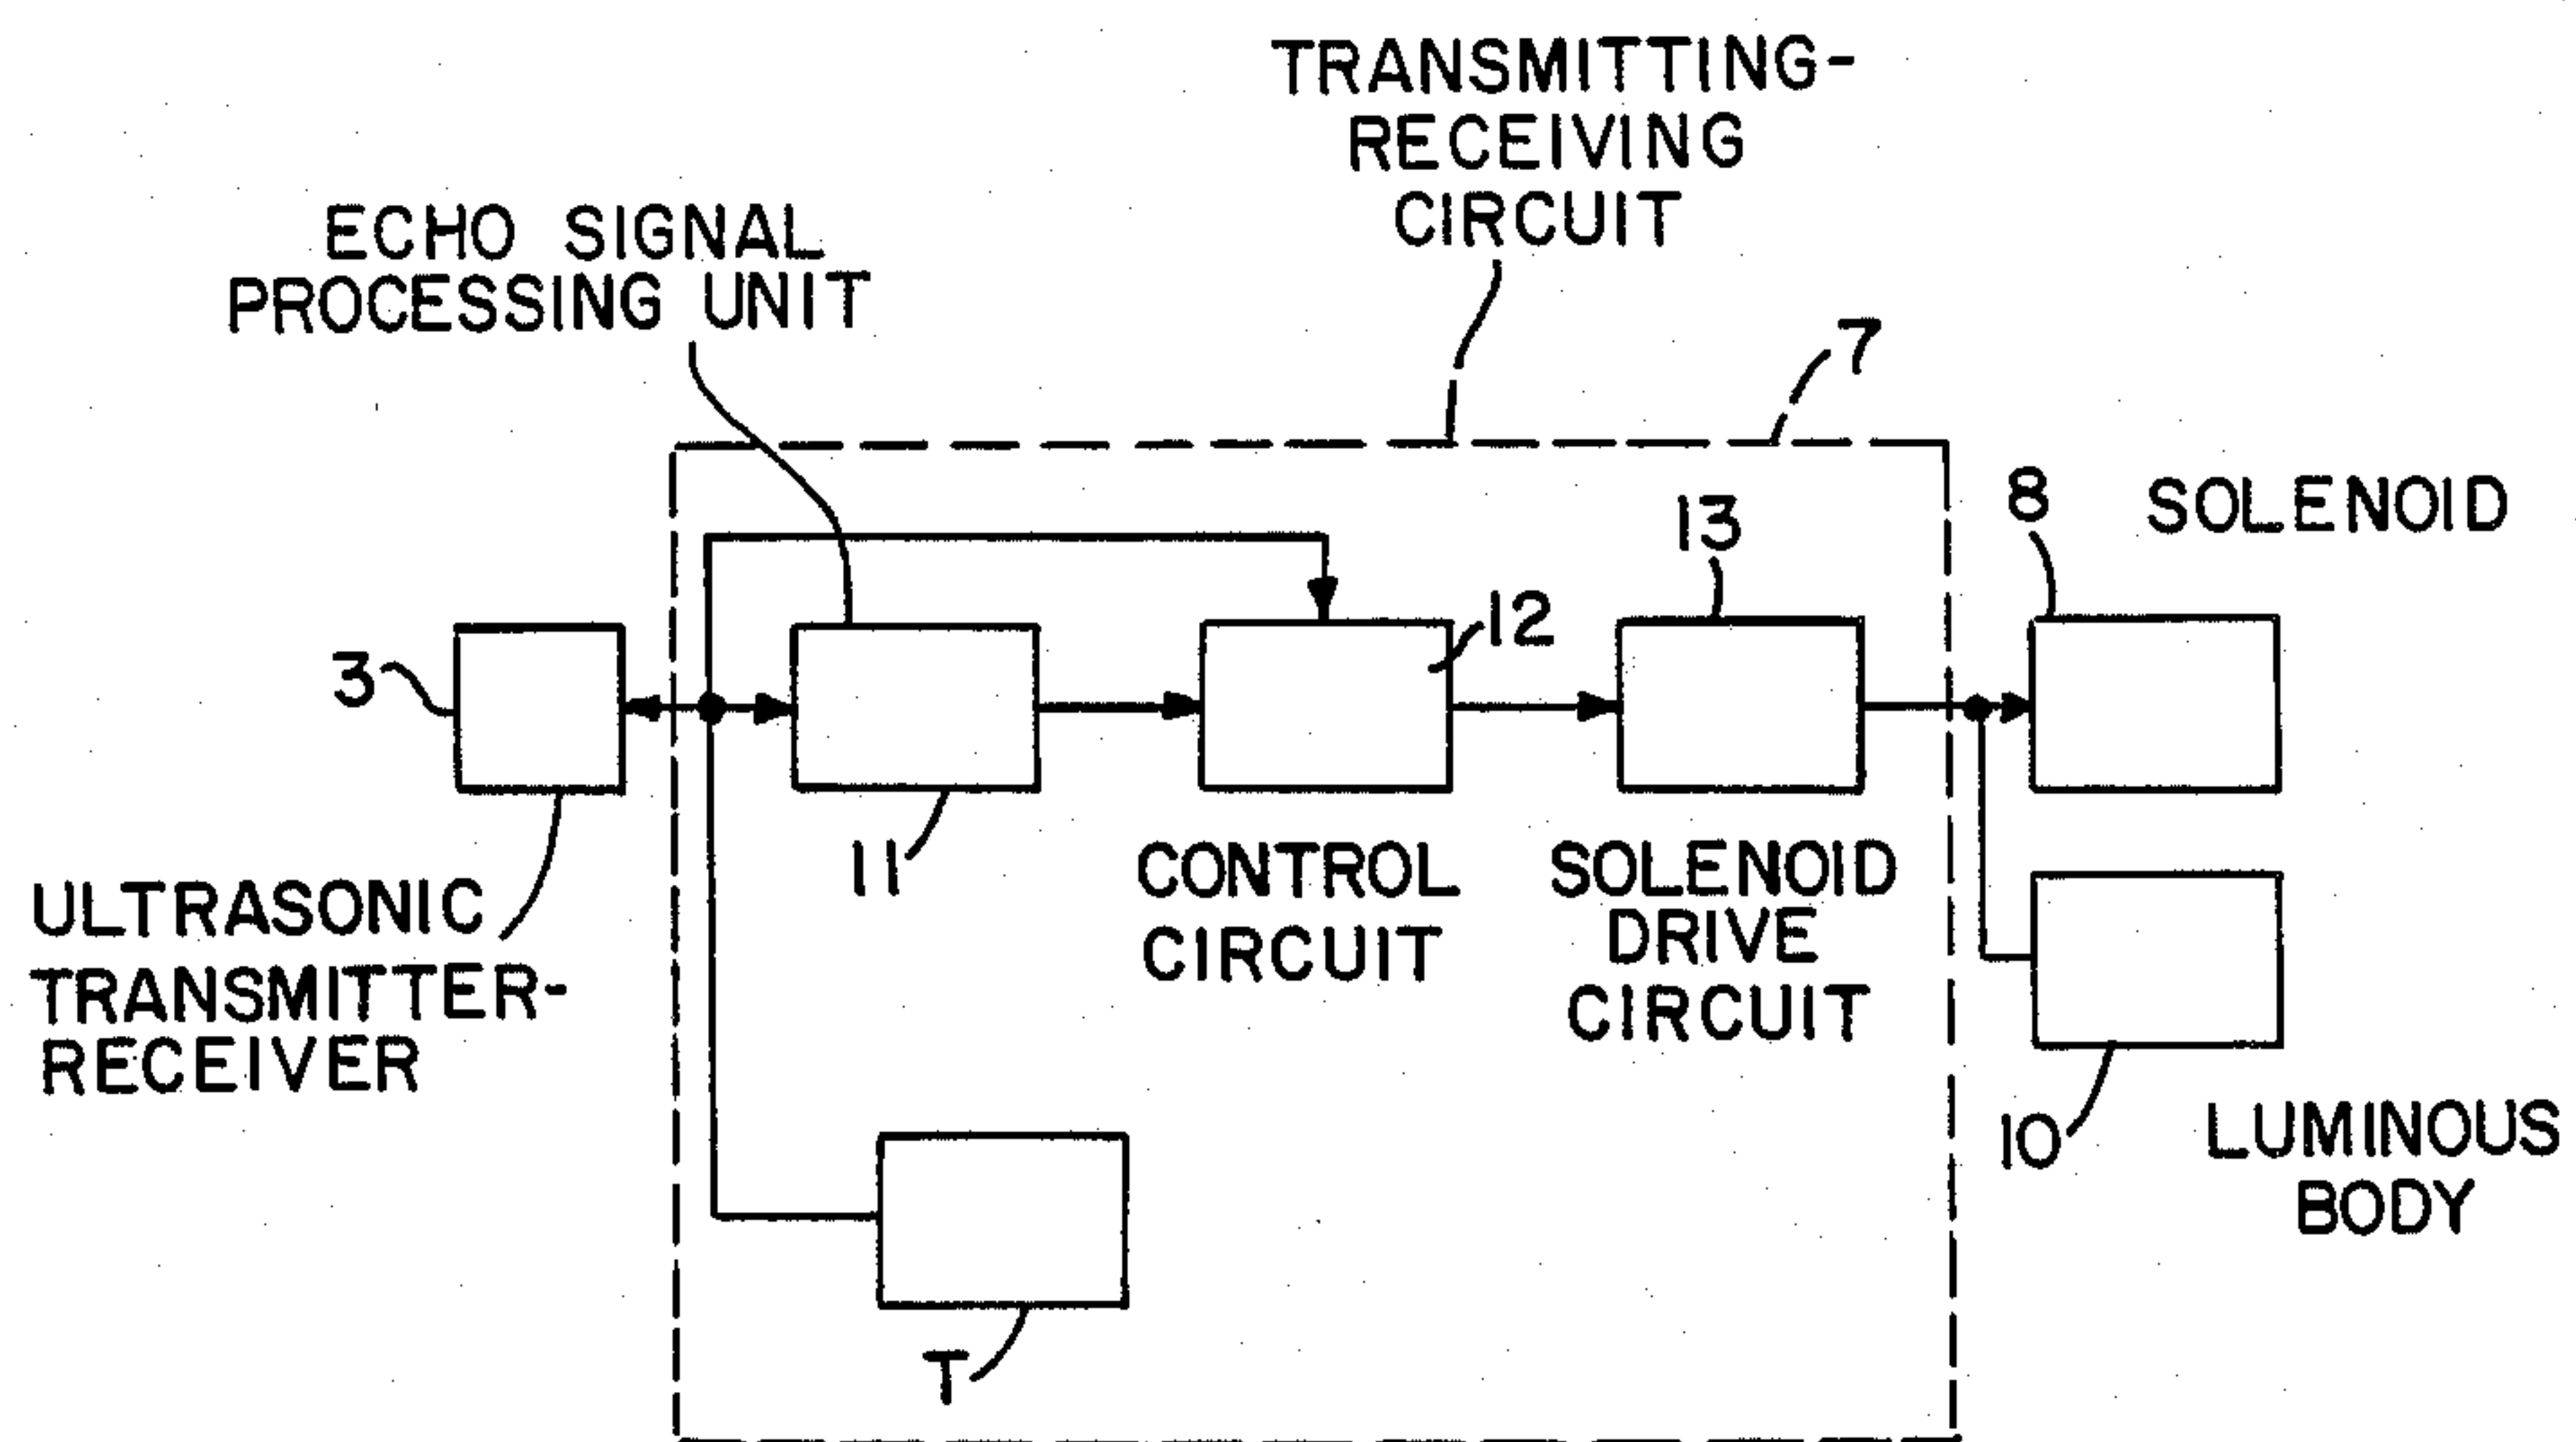 TRANSMITTING-
RECEIVING
CIRCUIT
ECHO SIGNAL
PROCESSING UNIT
7
8
SOLENOID
13
12
3
11
CONTROL
CIRCUIT
SOLENOID
DRIVE
CIRCUIT
ULTRASONIC
TRANSMITTER-
RECEIVER
10
LUMINOUS
BODY
T